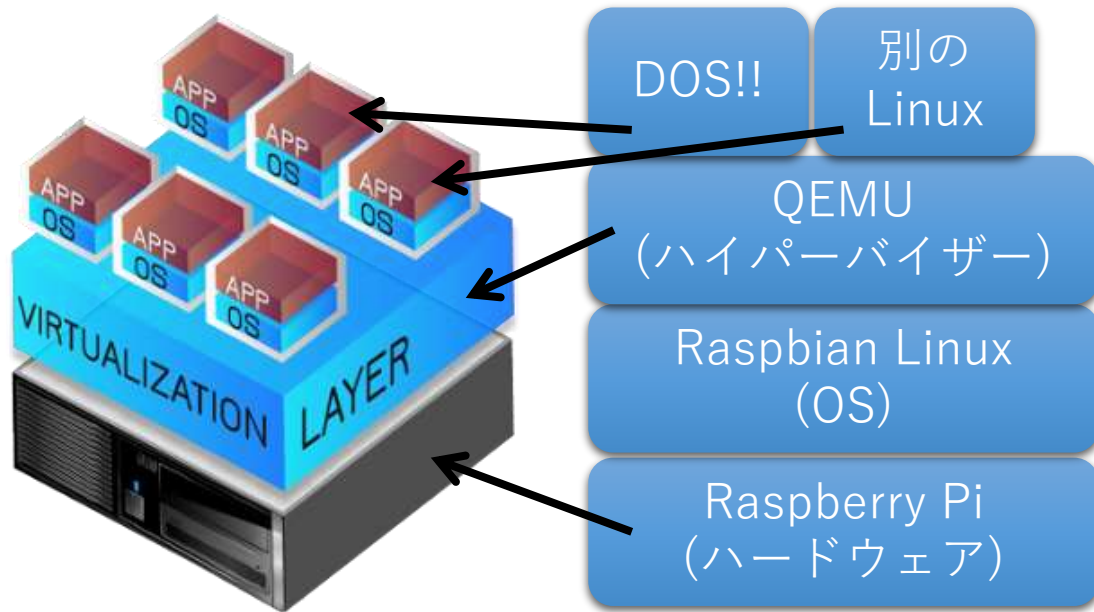 APP
OS
APP
OS
APP
OS
APP
OS
APP
OS
APP
OS
VIRTUALIZATION
LAYER
DOS!!
別の
Linux
QEMU
(ハイパーバイザー)
Raspbian Linux
(OS)
Raspberry Pi
(ハードウェア)